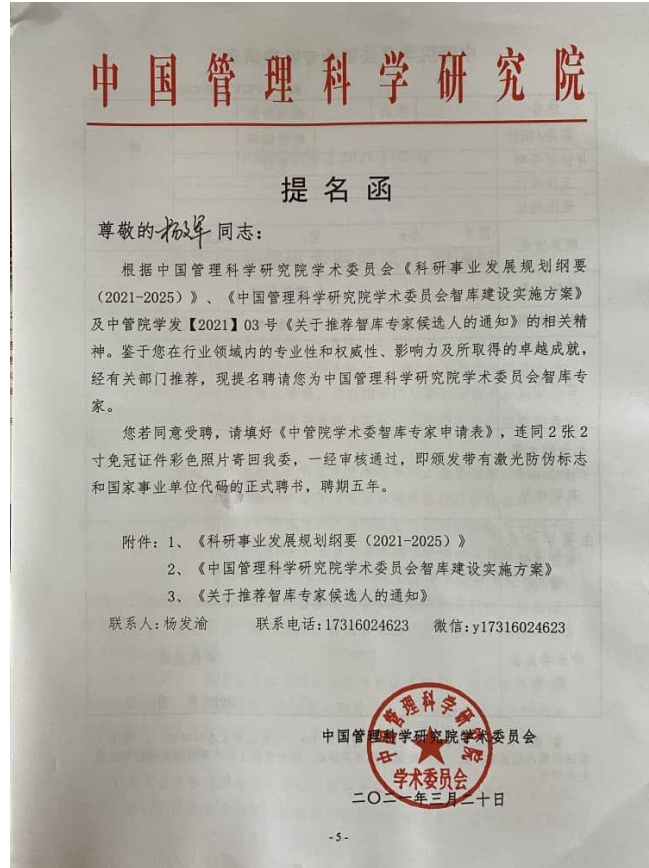 中国管理科学研究院
提名函
尊敬的杨文军同志：
根据中国管理科学研究院学术委员会《科研事业发展规划纲要
（2021-2025）》、《中国管理科学研究院学术委员会智库建设实施方案》
及中管院学发【2021】03号《关于推荐智库专家候选人的通知》的相关精
神。鉴于您在行业领域内的专业性和权威性、影响力及所取得的卓越成就，
经有关部门推荐，现提名聘请您为中国管理科学研究院学术委员会智库专
家。
您若同意受聘，请填好《中管院学术委智库专家申请表》，连同2张2
寸免冠证件彩色照片寄回我委，一经审核通过，即颁发带有激光防伪标志
和国家事业单位代码的正式聘书，聘期五年。
附件：1、《科研事业发展规划纲要（2021-2025）》
2、《中国管理科学研究院学术委员会智库建设实施方案》
3、《关于推荐智库专家候选人的通知》
联系人：杨发渝 联系电话：17316024623 微信：y17316024623
中国管理科学研究院学术委员会
中国管理科学研究院
学术委员会
二〇二一年三月二十日
-5-